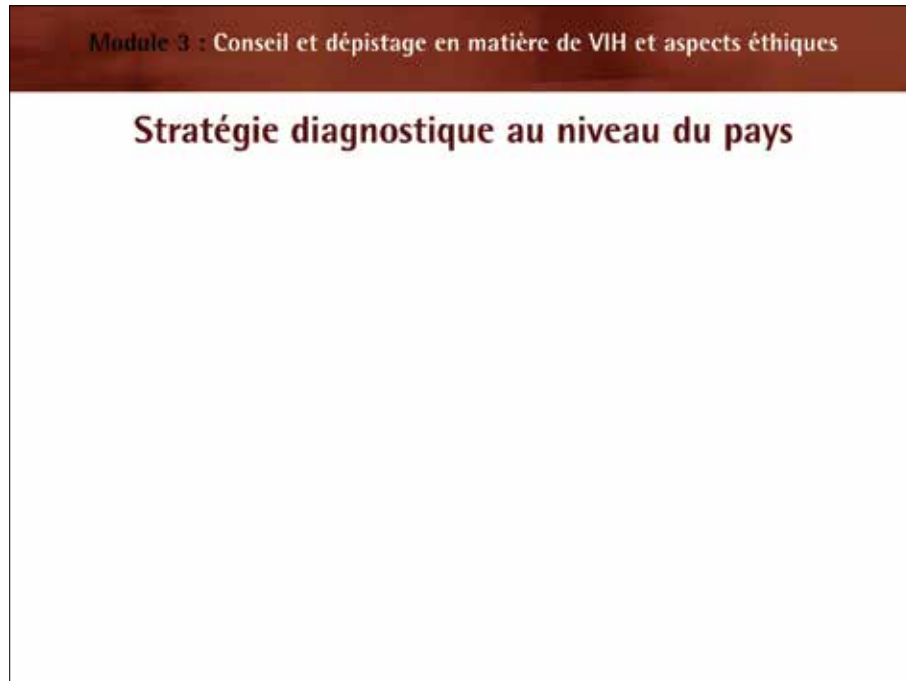 Module 3 : Conseil et dépistage en matière de VIH et aspects éthiques
Stratégie diagnostique au niveau du pays